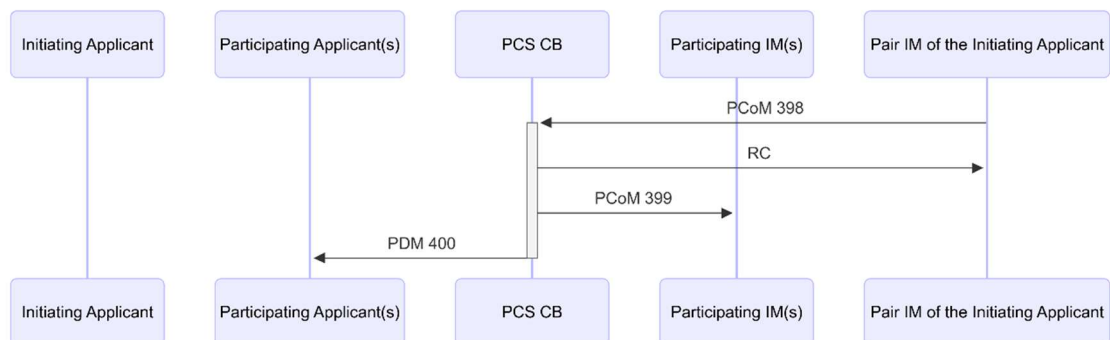 Initiating Applicant
Participating Applicant(s)
PCS CB
Participating IM(s)
Pair IM of the Initiating Applicant
PCoM 398
RC
PCoM 399
PDM 400
Initiating Applicant
Participating Applicant(s)
PCS CB
Participating IM(s)
Pair IM of the Initiating Applicant